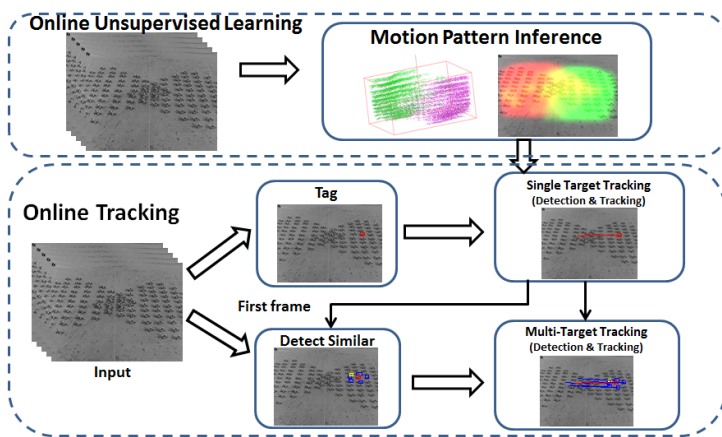 Online Unsupervised Learning
Motion Pattern Inference
Online Tracking
Tag
Single Target Tracking
(Detection & Tracking)
Input
First frame
Detect Similar
Multi-Target Tracking
(Detection & Tracking)